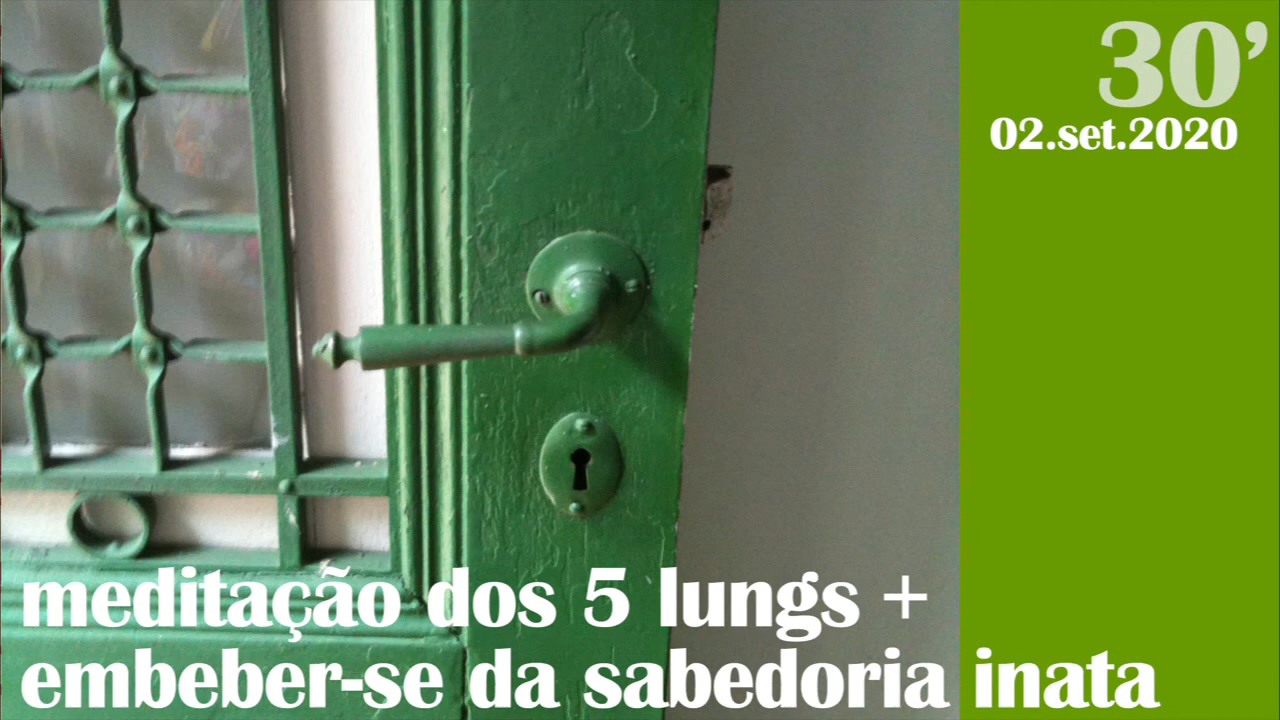 30’
02.set.2020
meditação dos 5 lungs +
embeber-se da sabedoria inata